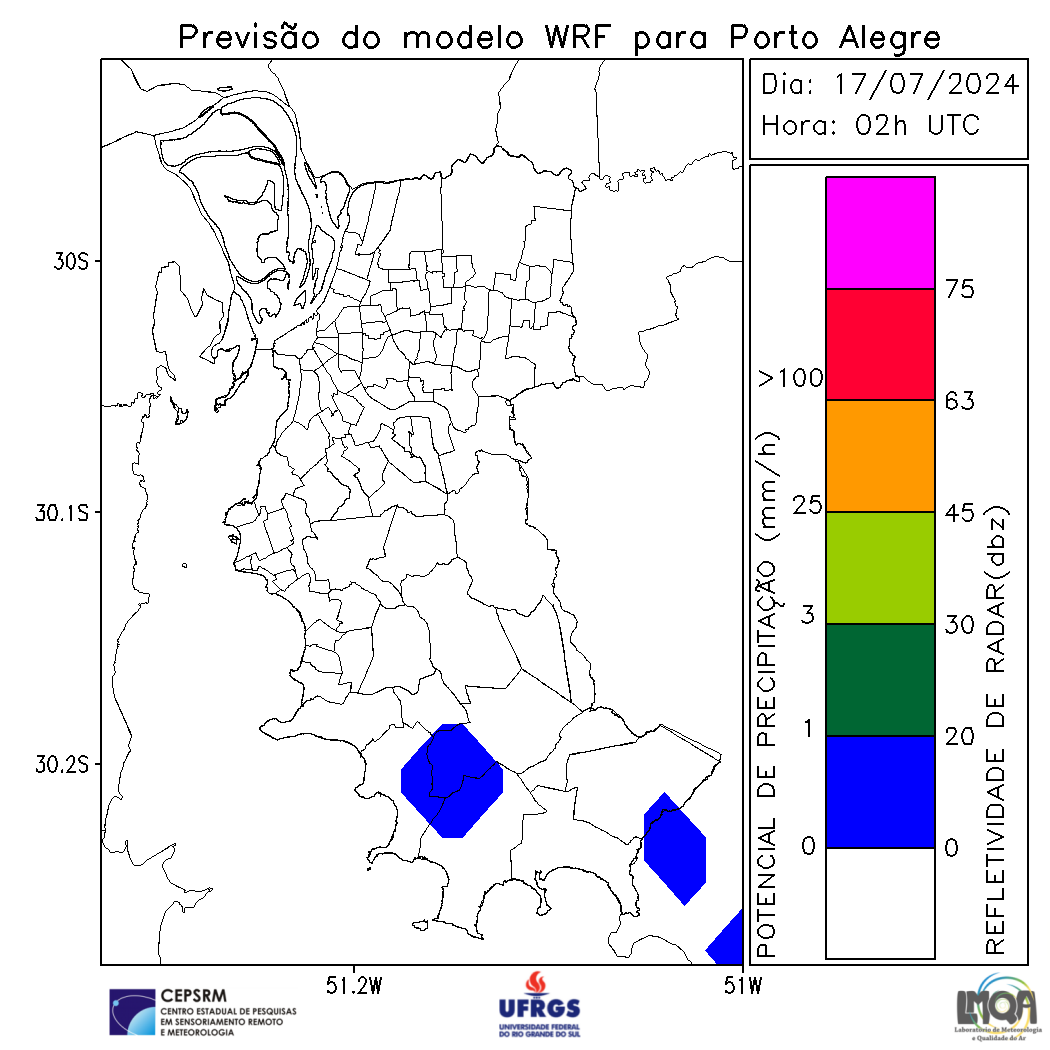 Previsão do modelo WRF para Porto Alegre
Dia: 17/07/2024
Hora: 02h UTC
30S
30.1S
30.2S
51.2W
51W
POTENCIAL DE PRECIPITAÇÃO (mm/h)
>100
25
3
1
0
75
63
45
30
20
0
REFLETIVIDADE DE RADAR(dbz)
CEPSRM
CENTRO ESTADUAL DE PESQUISAS
EM SENSORIAMENTO REMOTO
E METEOROLOGIA
UFRGS
UNIVERSIDADE FEDERAL
DO RIO GRANDE DO SUL
LMQA
Laboratório de Meteorologia
e Qualidade do Ar